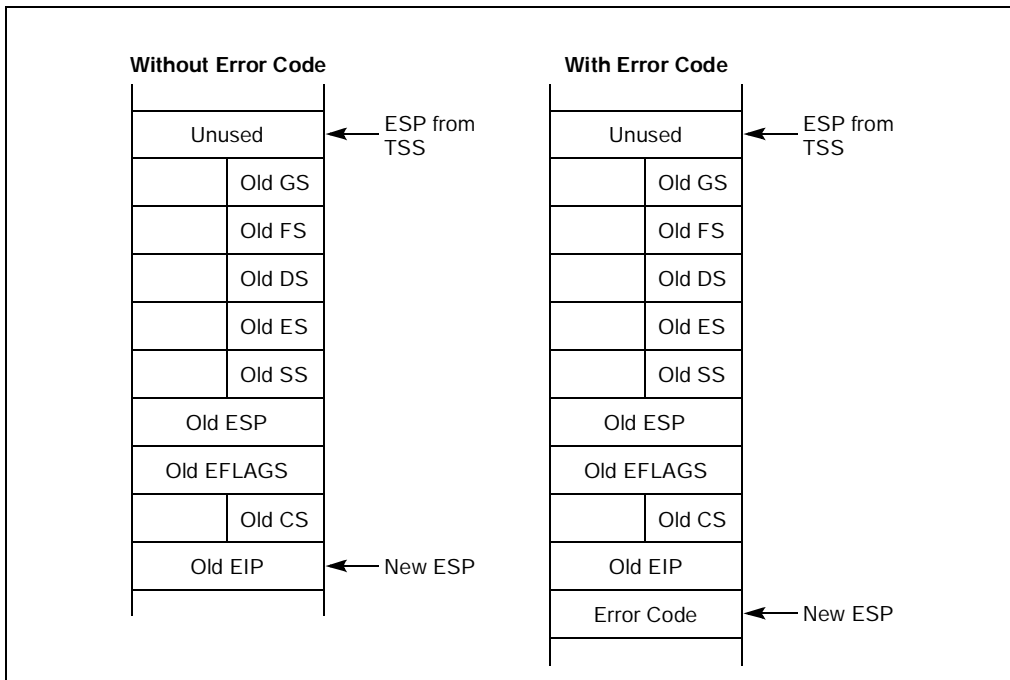 Without Error Code
Unused
ESP from
TSS
Old GS
Old FS
Old DS
Old ES
Old SS
Old ESP
Old EFLAGS
Old CS
Old EIP
New ESP
With Error Code
Unused
ESP from
TSS
Old GS
Old FS
Old DS
Old ES
Old SS
Old ESP
Old EFLAGS
Old CS
Old EIP
Error Code
New ESP